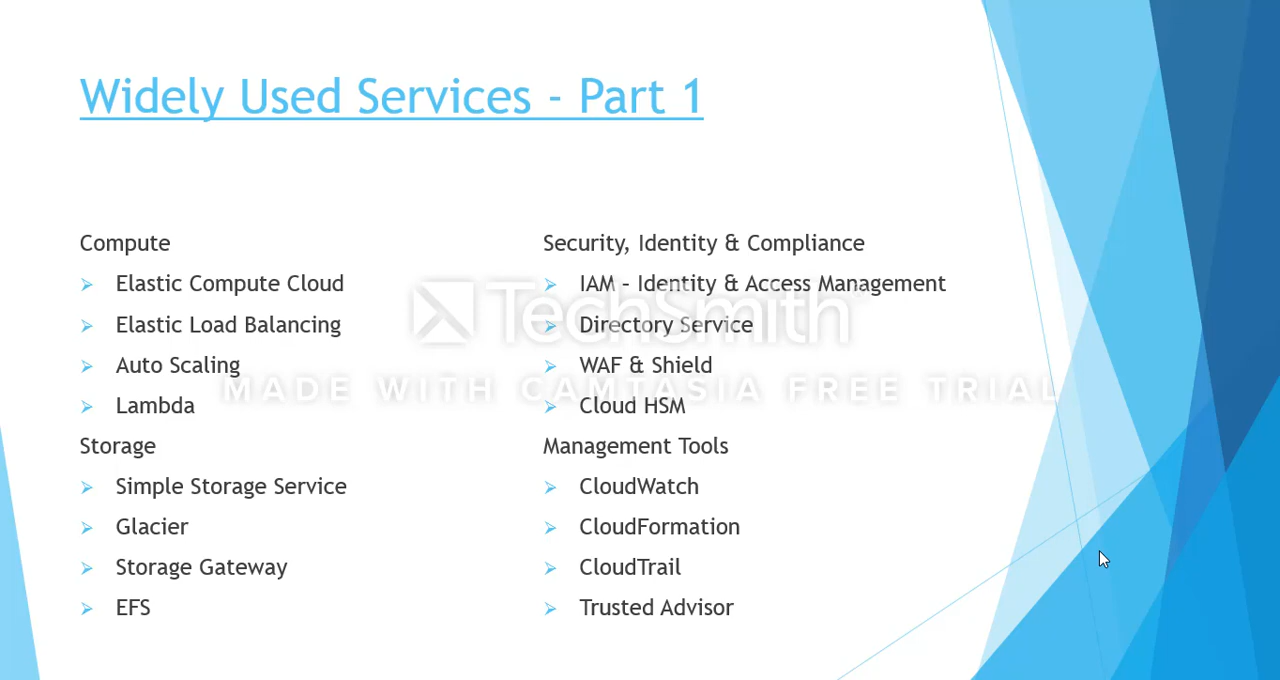 Widely Used Services - Part 1
Compute
Elastic Compute Cloud
Elastic Load Balancing
Auto Scaling
Lambda
Storage
Simple Storage Service
Glacier
Storage Gateway
EFS
Security, Identity & Compliance
IAM – Identity & Access Management
Directory Service
WAF & Shield
Cloud HSM
Management Tools
CloudWatch
CloudFormation
CloudTrail
Trusted Advisor
TechSmith
MADE WITH CAMTASIA FREE TRIAL